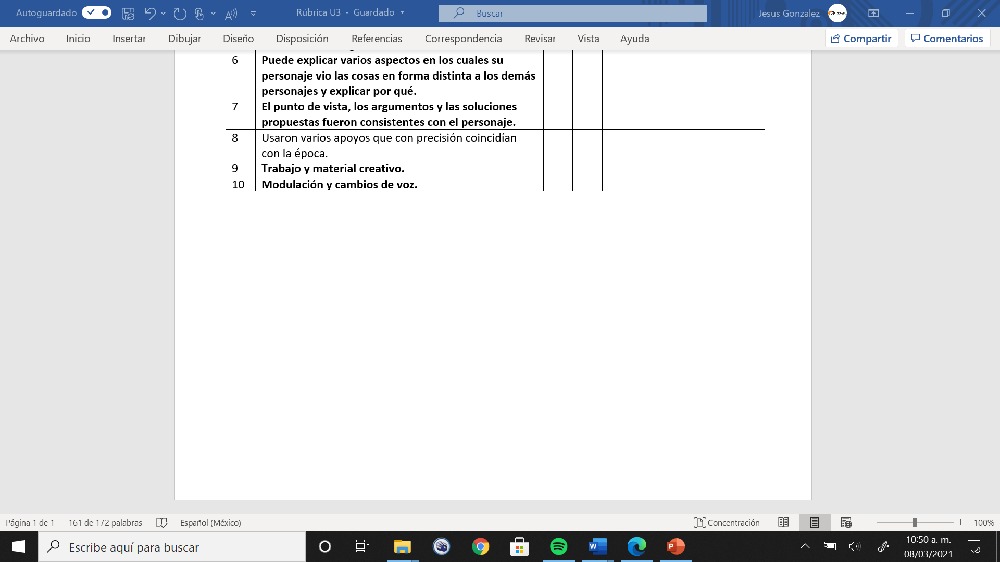 Autoguardado
Rúbrica U3 - Guardado
Buscar
Jesus Gonzalez
Archivo Inicio Insertar Dibujar Diseño Disposición Referencias Correspondencia Revisar Vista Ayuda Compartir Comentarios
6 Puede explicar varios aspectos en los cuales su
personaje vio las cosas en forma distinta a los demás
personajes y explicar por qué.
7 El punto de vista, los argumentos y las soluciones
propuestas fueron consistentes con el personaje.
8 Usaron varios apoyos que con precisión coincidían
con la época.
9 Trabajo y material creativo.
10 Modulación y cambios de voz.
Página 1 de 1 161 de 172 palabras Español (México) Concentración 100%
Escribe aquí para buscar
10:50 a. m.
08/03/2021